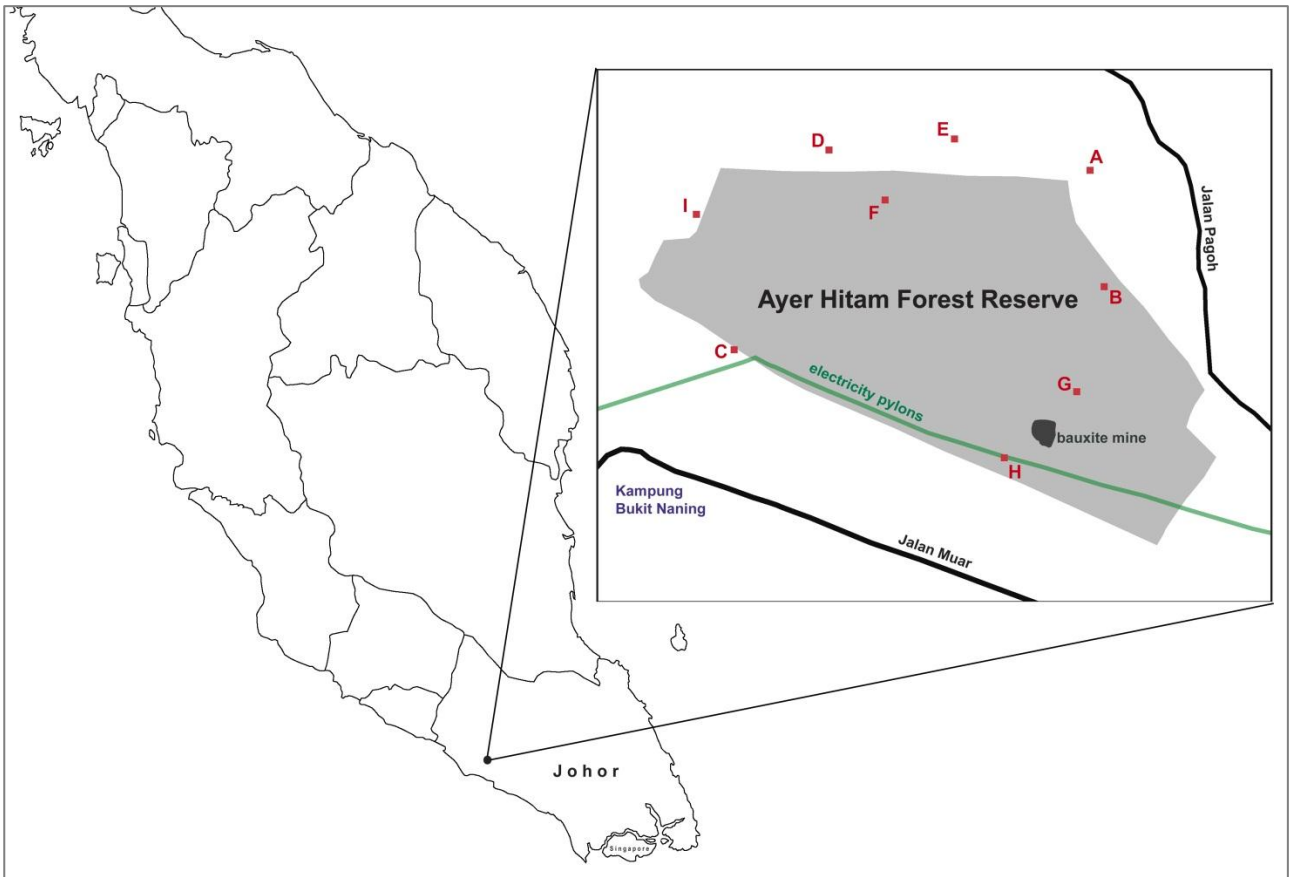 E
D
A
I
F
Jalan Pagoh
Ayer Hitam Forest Reserve
B
C
electricity pylons
G
bauxite mine
H
Kampung
Bukit Naning
Jalan Muar
Johor
Singapore